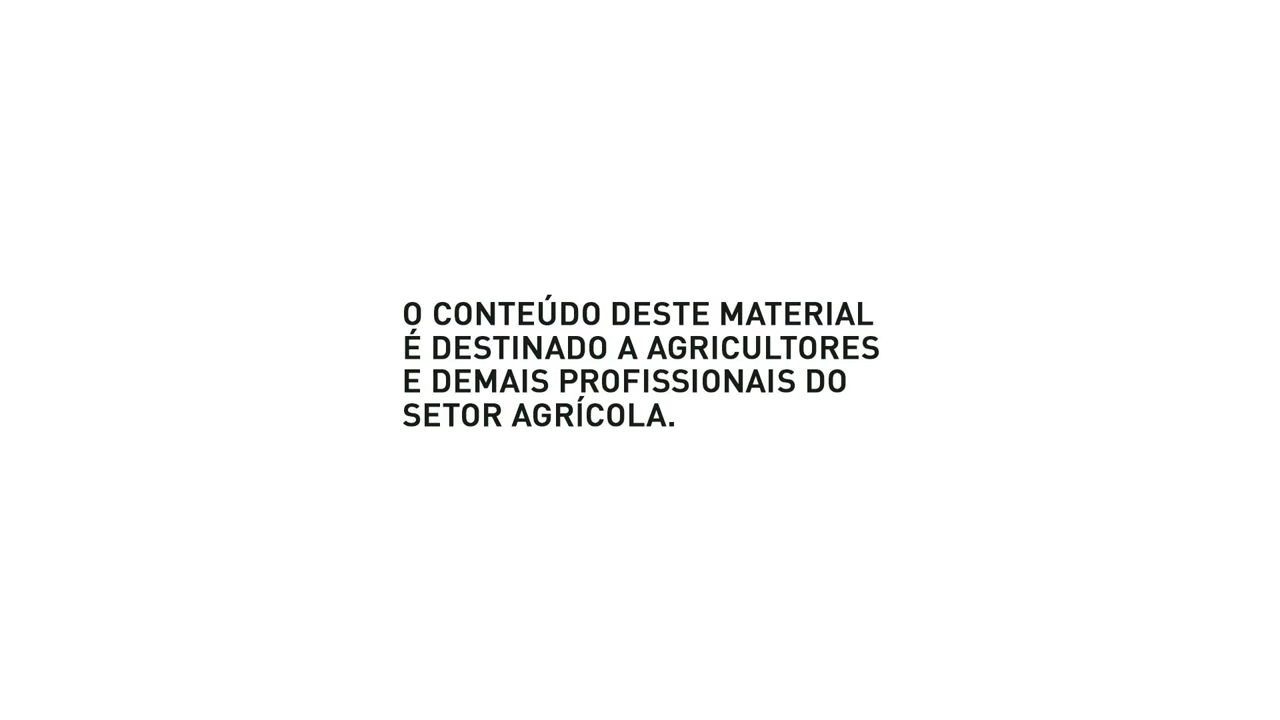 O CONTEÚDO DESTE MATERIAL
É DESTINADO A AGRICULTORES
E DEMAIS PROFISSIONAIS DO
SETOR AGRÍCOLA.